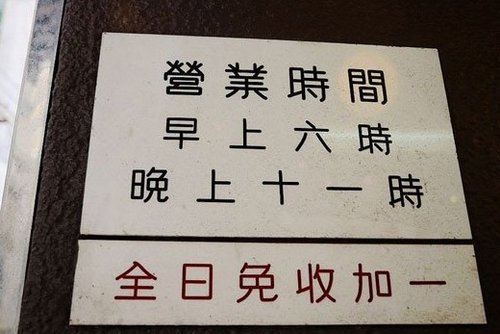 營業時間
早上六時
晚上十一時
全日免收加一